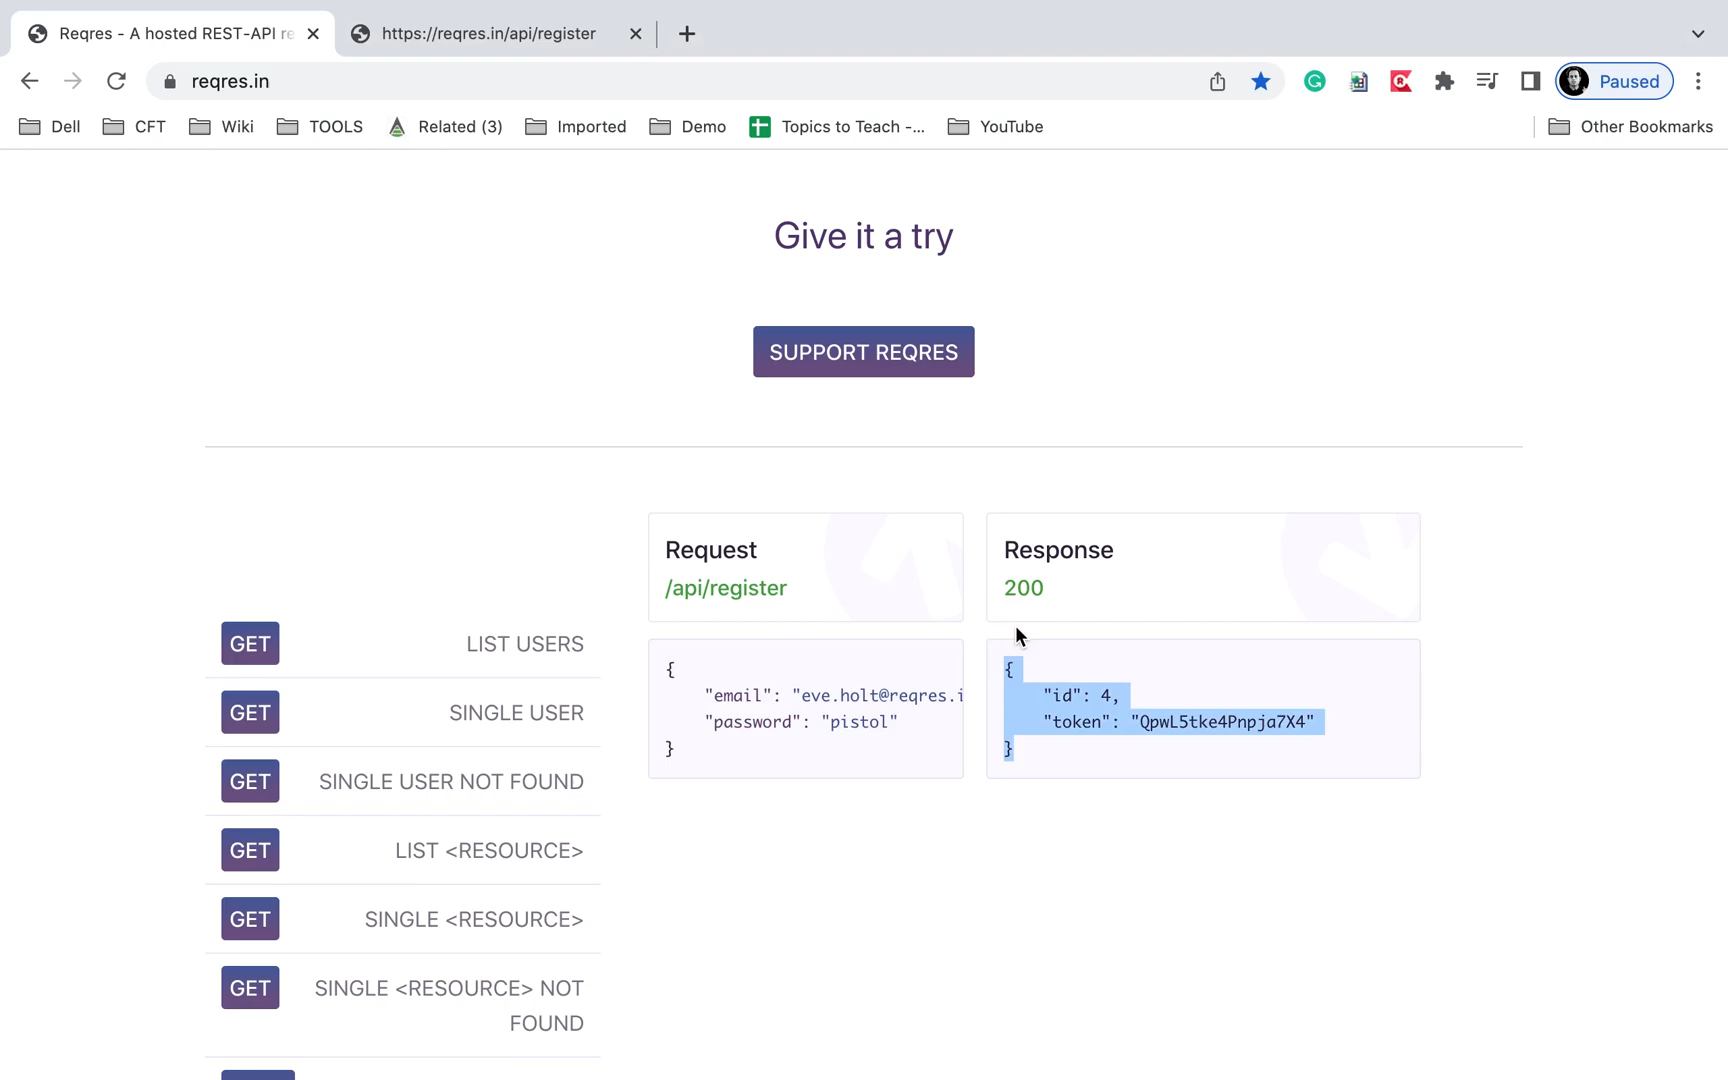 Reqres - A hosted REST-API re
https://reqres.in/api/register
reqres.in
Paused
Dell
CFT
Wiki
TOOLS
Related (3)
Imported
Demo
Topics to Teach -...
YouTube
Other Bookmarks
Give it a try
SUPPORT REQRES
Request
/api/register
Response
200
{
"email": "eve.holt@reqres.i
"password": "pistol"
}
{
"id": 4,
"token": "QpwL5tke4Pnpja7X4"
}
GET LIST USERS
GET SINGLE USER
GET SINGLE USER NOT FOUND
GET LIST <RESOURCE>
GET SINGLE <RESOURCE>
GET SINGLE <RESOURCE> NOT
FOUND